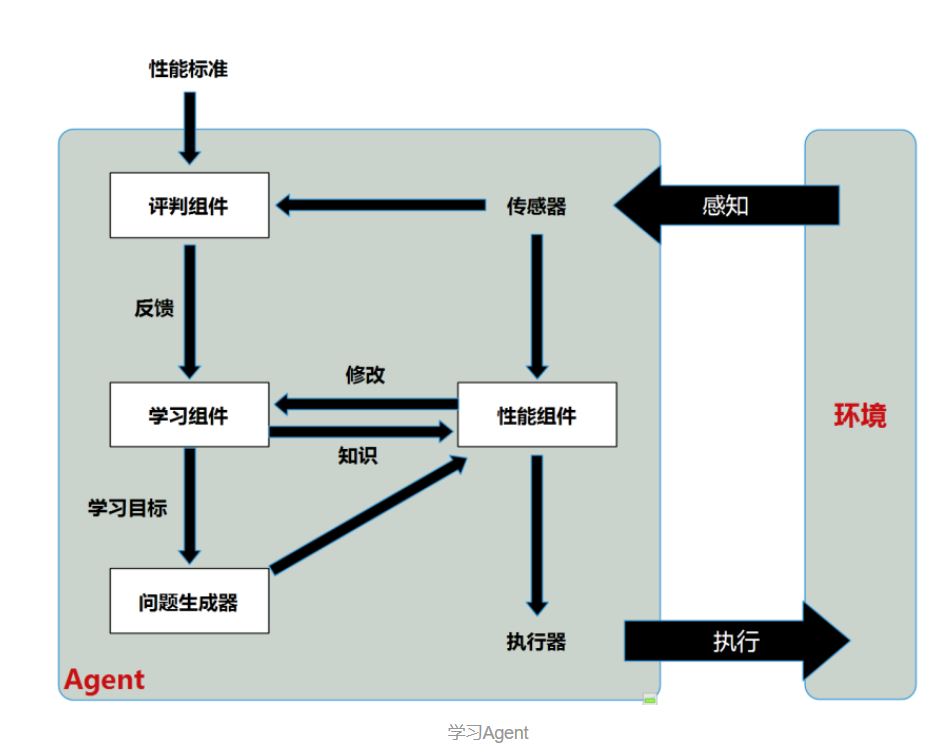 性能标准
评判组件
传感器
感知
反馈
修改
学习组件
性能组件
环境
知识
学习目标
问题生成器
执行器
执行
Agent
学习Agent